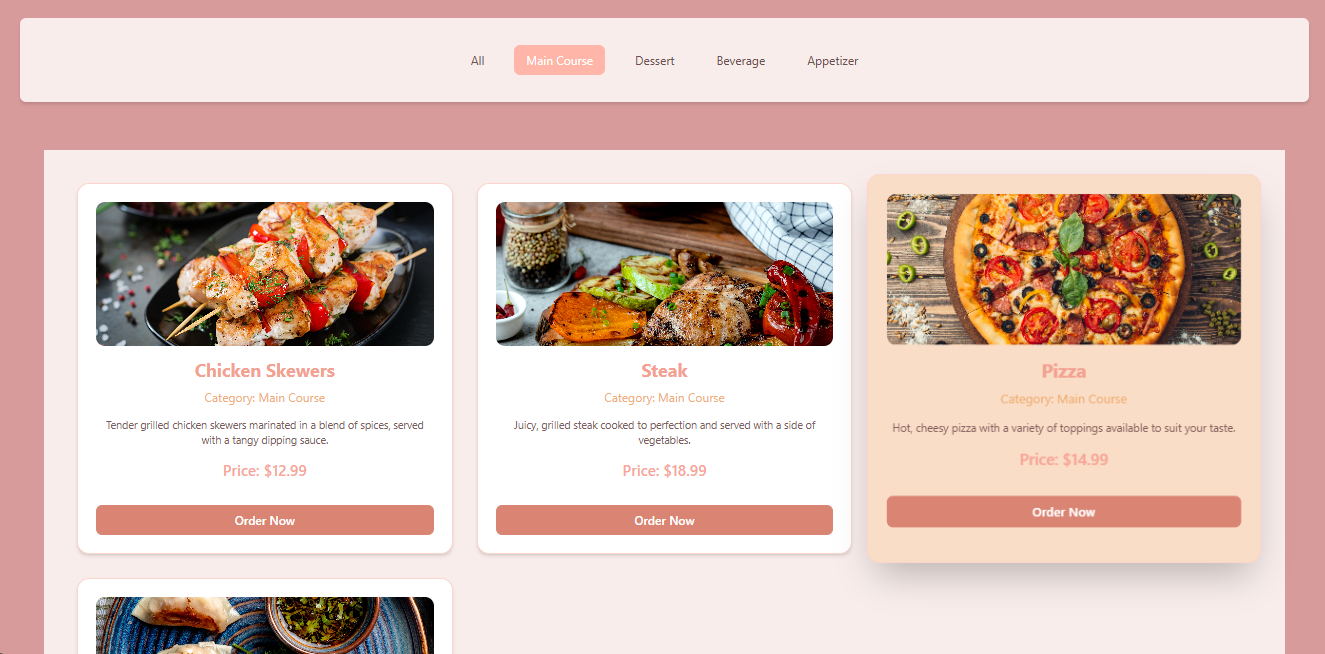 All
Main Course
Dessert
Beverage
Appetizer
Chicken Skewers
Category: Main Course
Tender grilled chicken skewers marinated in a blend of spices, served
with a tangy dipping sauce.
Price: $12.99
Order Now
Steak
Category: Main Course
Juicy, grilled steak cooked to perfection and served with a side of
vegetables.
Price: $18.99
Order Now
Pizza
Category: Main Course
Hot, cheesy pizza with a variety of toppings available to suit your taste.
Price: $14.99
Order Now